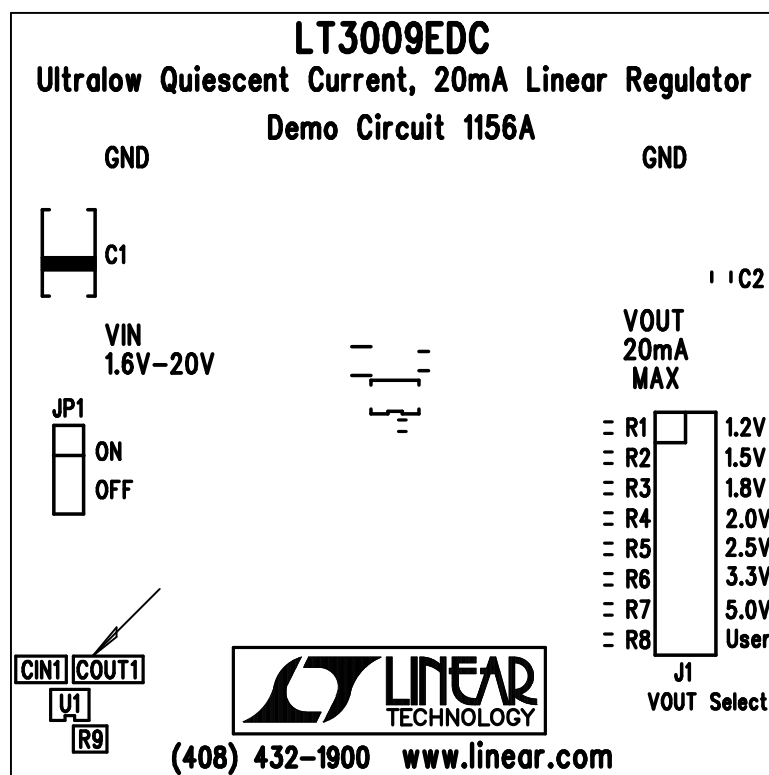 LT3009EDC
Ultralow Quiescent Current, 20mA Linear Regulator
Demo Circuit 1156A
GND
GND
C1
C2
VIN
1.6V-20V
VOUT
20mA
MAX
JP1
ON
OFF
R1 1.2V
R2 1.5V
R3 1.8V
R4 2.0V
R5 2.5V
R6 3.3V
R7 5.0V
R8 User
J1
VOUT Select
CIN1 COUT1
U1
R9
LINEAR
TECHNOLOGY
(408) 432-1900 www.linear.com